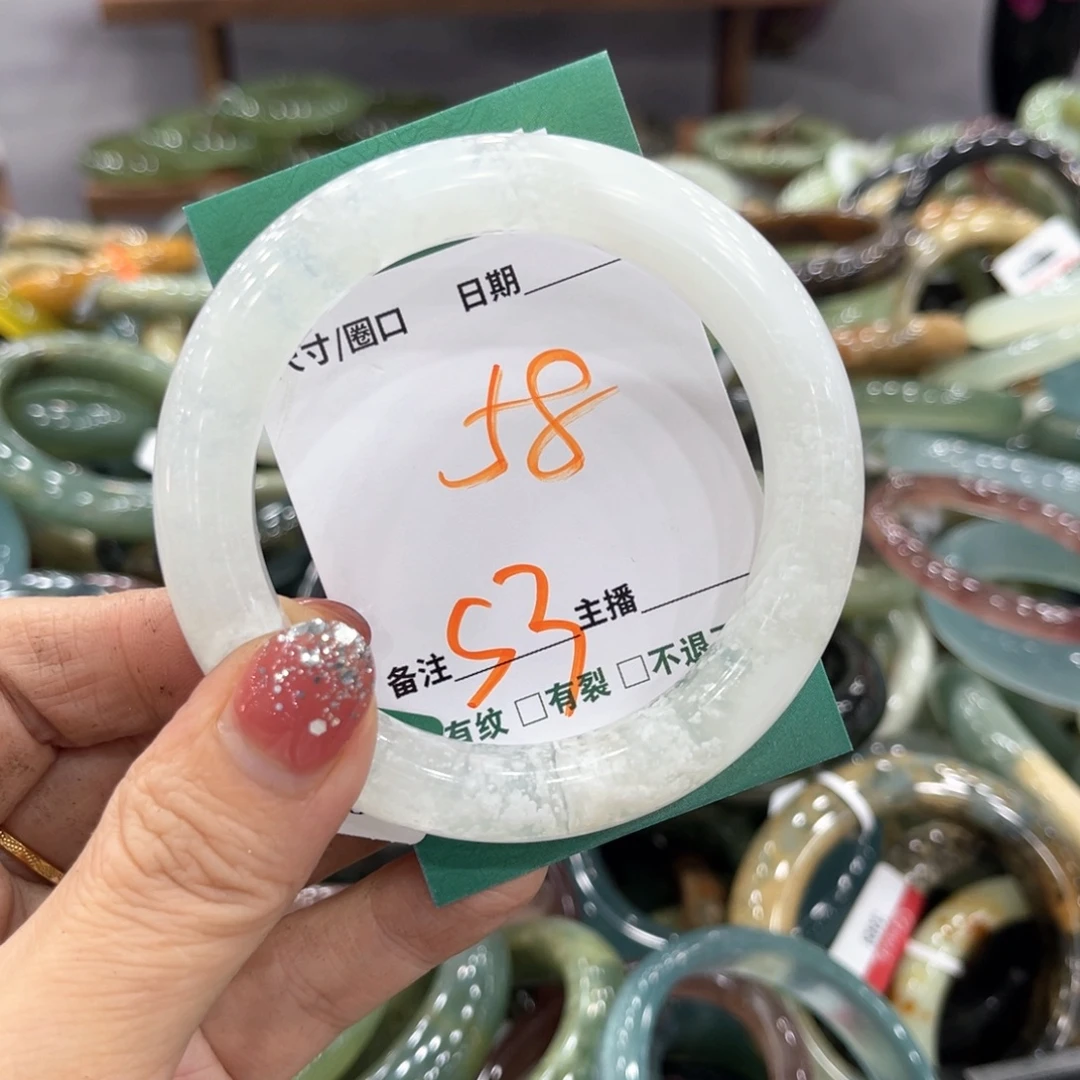 日期
寸/圈口
58
53
主播
备注
有纹 □有裂 □不退